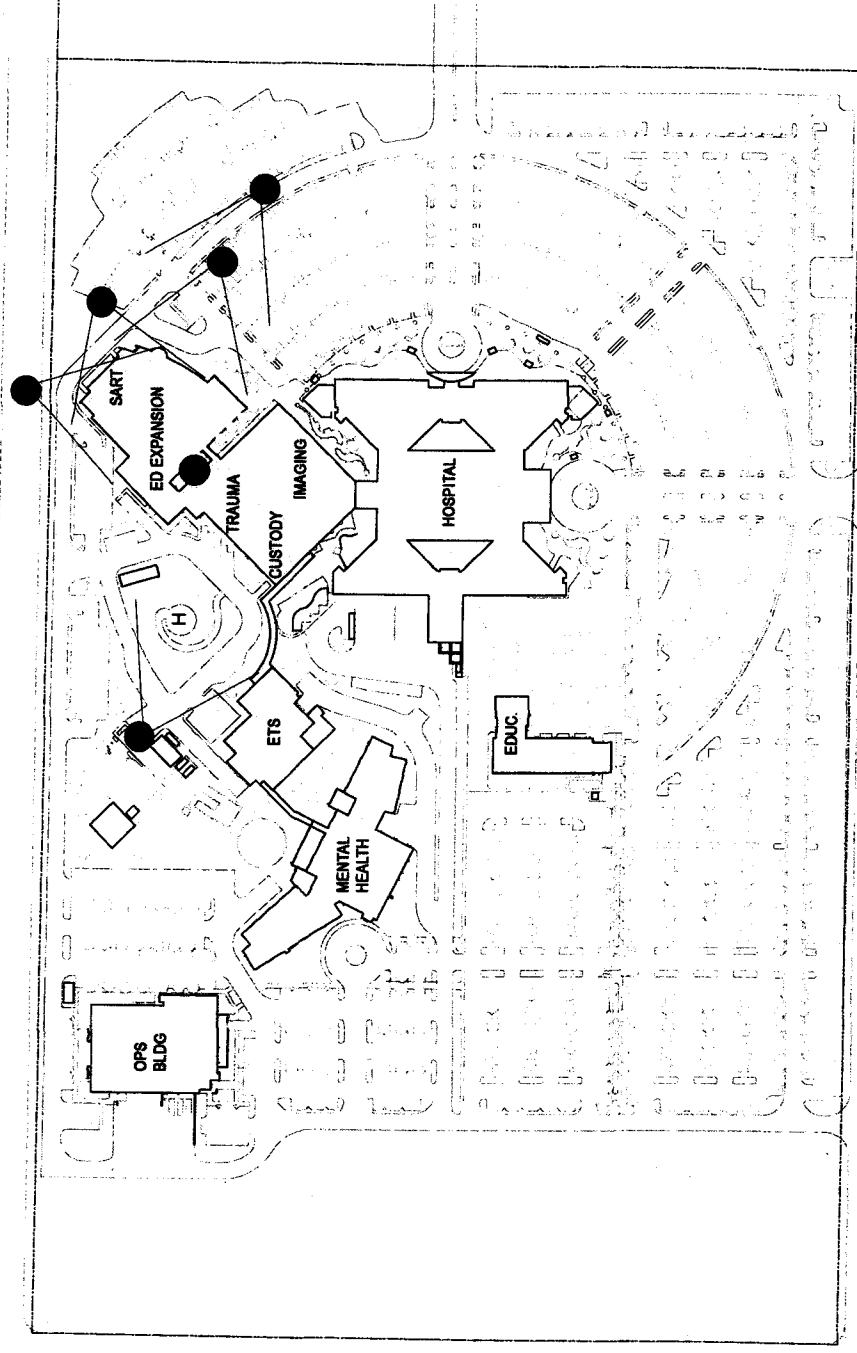 SART
ED EXPANSION
TRAUMA
IMAGING
CUSTODY
HOSPITAL
H
ETS
EDUC.
MENTAL
HEALTH
OPS
BLDG